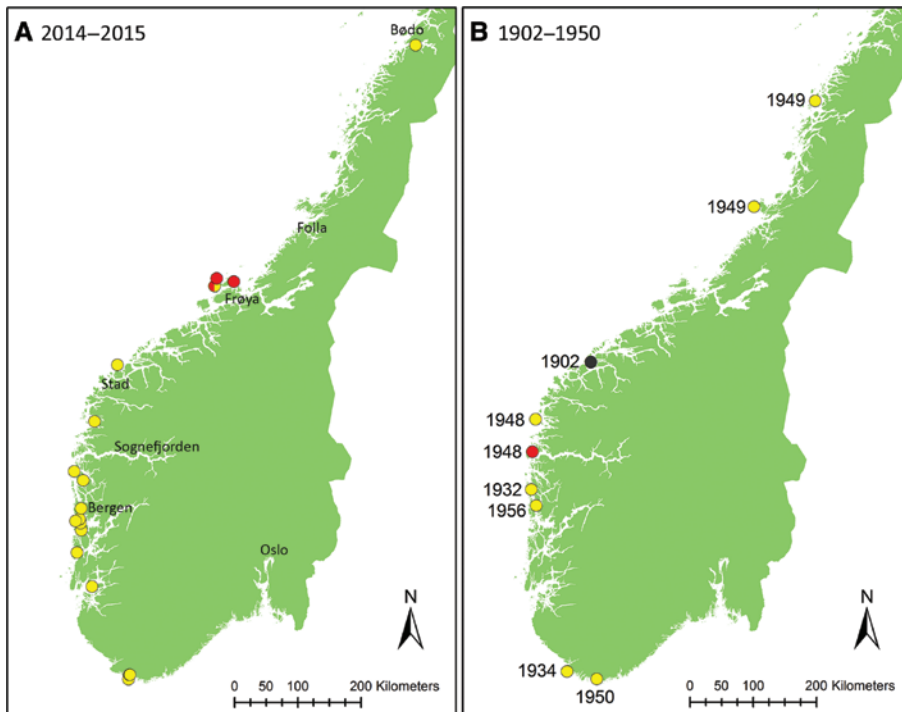 A 2014–2015
Bødo
Folla
Frøya
Stad
Sognefjorden
Bergen
Oslo
N
0 50 100 200 Kilometers
B 1902–1950
1949
1949
1902
1948
1948
1932
1956
1934
1950
N
0 50 100 200 Kilometers